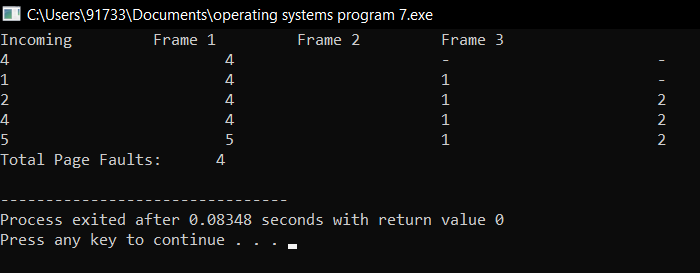 C:\Users\91733\Documents\operating systems program 7.exe
Incoming Frame 1 Frame 2 Frame 3
4 4 - -
1 4 1 -
2 4 1 2
4 4 1 2
5 5 1 2
Total Page Faults: 4
--------------------------------
Process exited after 0.08348 seconds with return value 0
Press any key to continue . . .